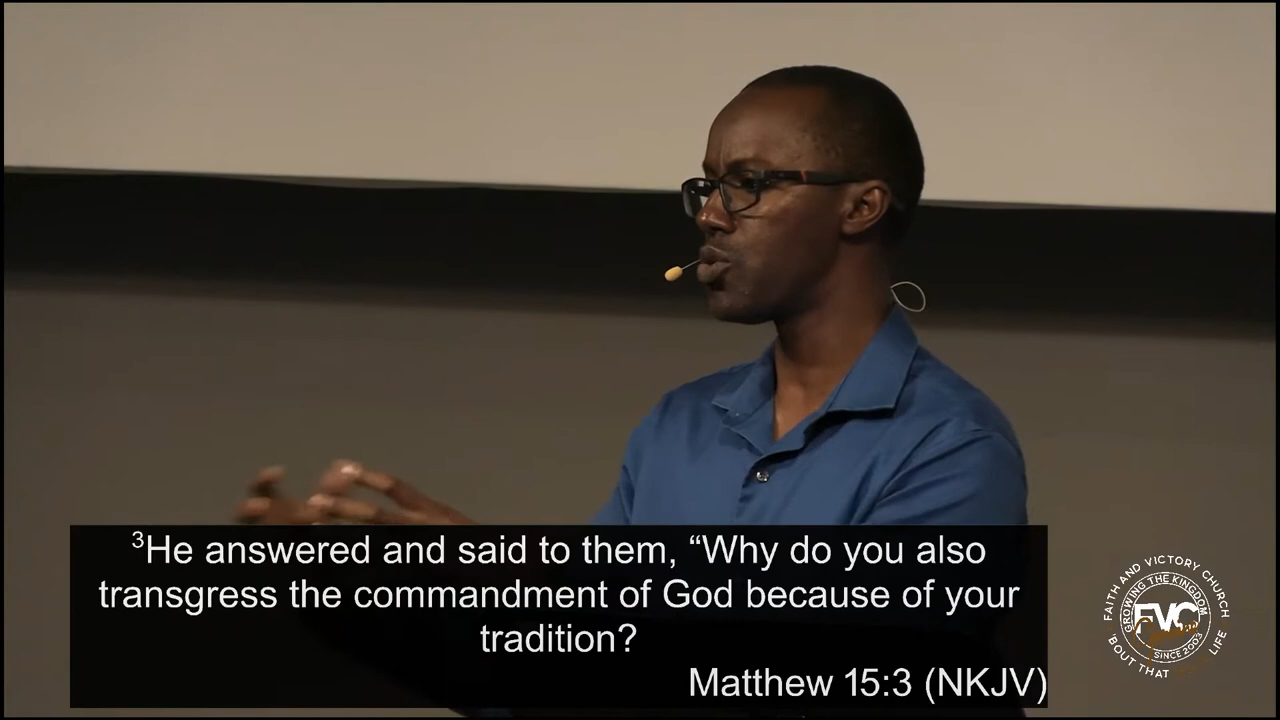 ³He answered and said to them, “Why do you also
transgress the commandment of God because of your
tradition?
Matthew 15:3 (NKJV)
FAITH AND VICTORY CHURCH
GROWING THE KINGDOM
FVC
SINCE 2003
'BOUT THAT LIFE